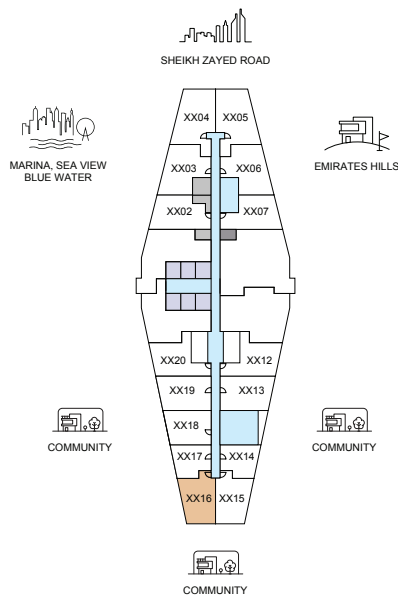 SHEIKH ZAYED ROAD
XX04 XX05
MARINA, SEA VIEW
BLUE WATER
EMIRATES HILLS
XX03 XX06
XX02 XX07
XX20 XX12
XX19 XX13
XX18
XX17 XX14
COMMUNITY
COMMUNITY
XX16 XX15
COMMUNITY